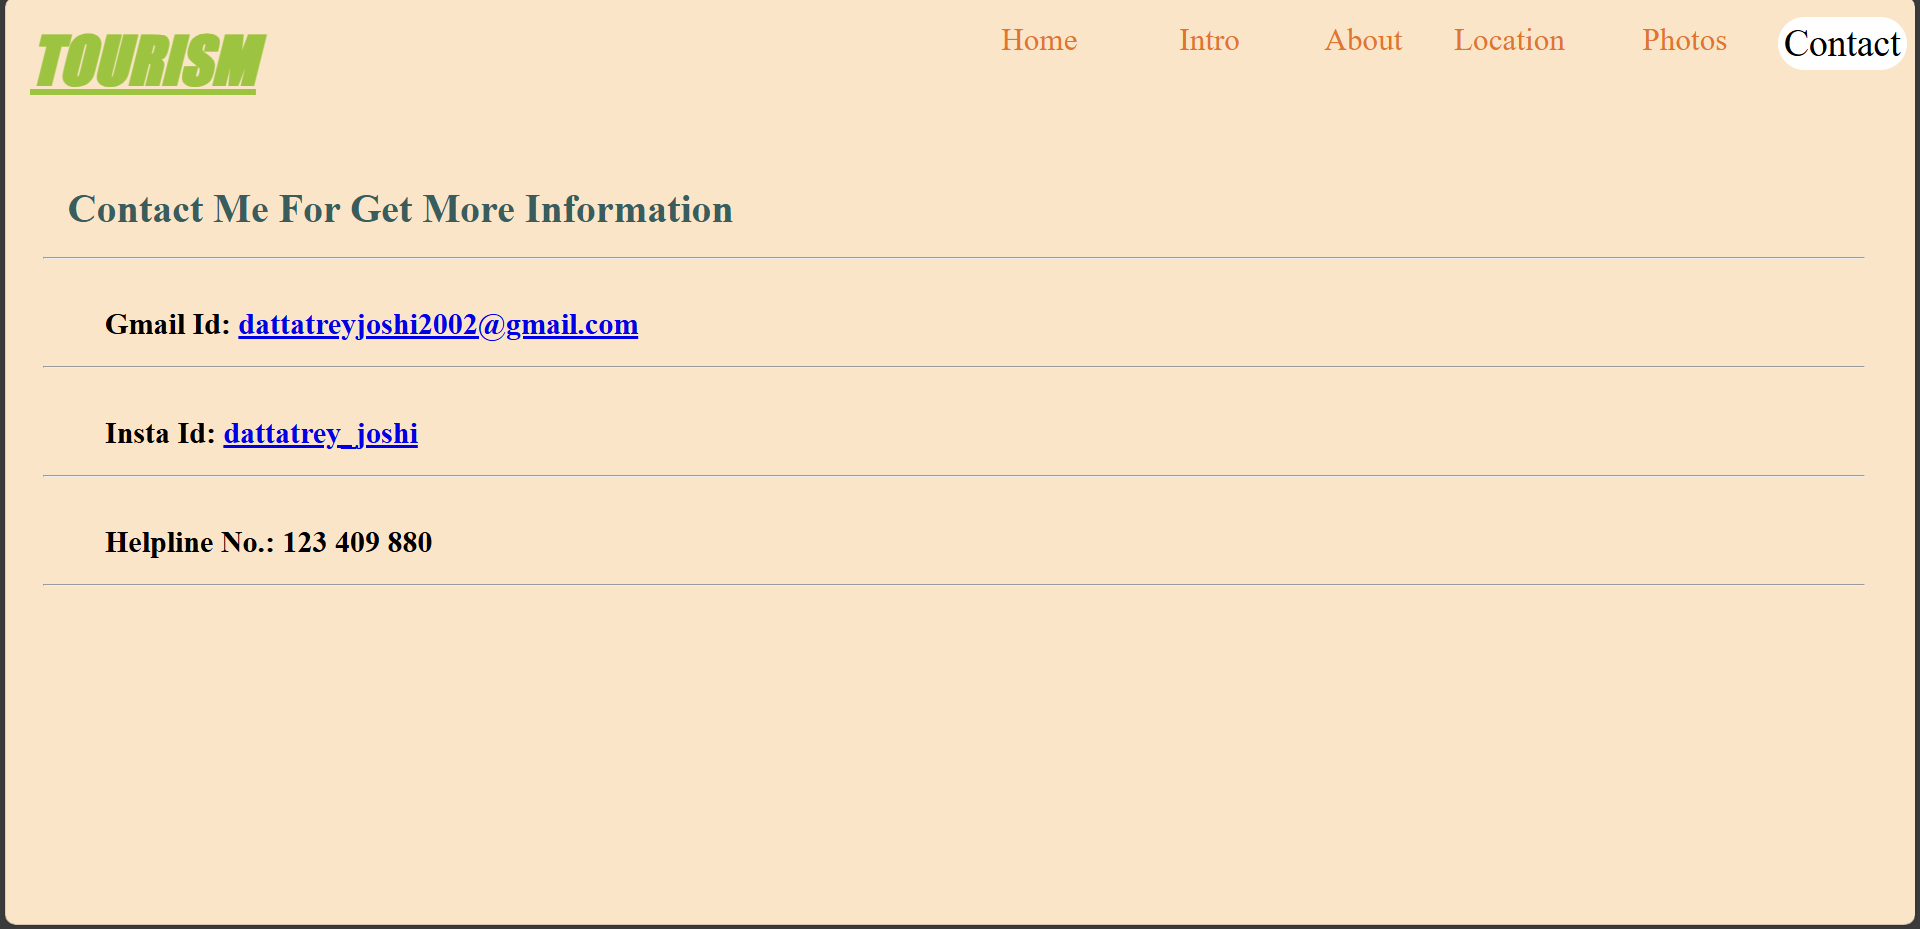 TOURISM
Home Intro About Location Photos Contact
Contact Me For Get More Information
Gmail Id: dattatreyjoshi2002@gmail.com
Insta Id: dattatrey_joshi
Helpline No.: 123 409 880